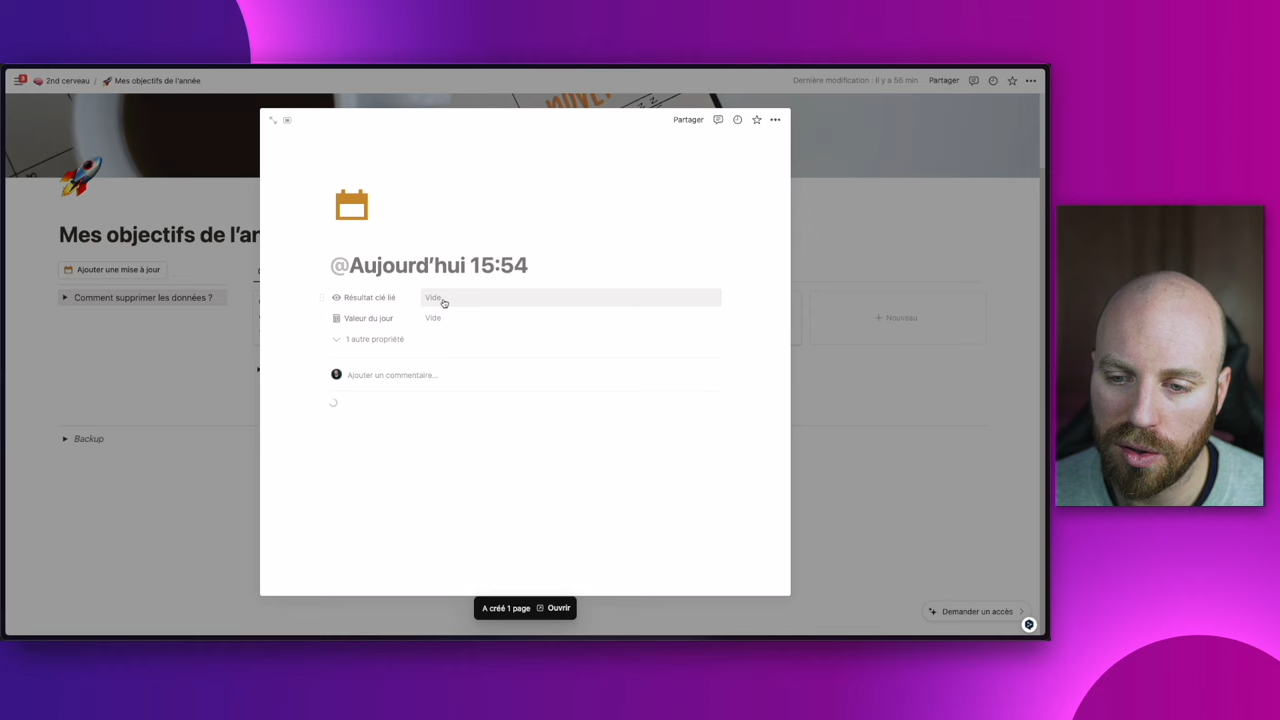 3
2nd cerveau / Mes objectifs de l'année
Dernière modification : Il y a 56 min
Partager
Partager
@Aujourd'hui 15:54
Mes objectifs de l'an
Ajouter une mise à jour
Comment supprimer les données ?
Résultat clé lié
Vide
Valeur du jour
Vide
+ Nouveau
1 autre propriété
Ajouter un commentaire...
Backup
A créé 1 page
Ouvrir
Demander un accès